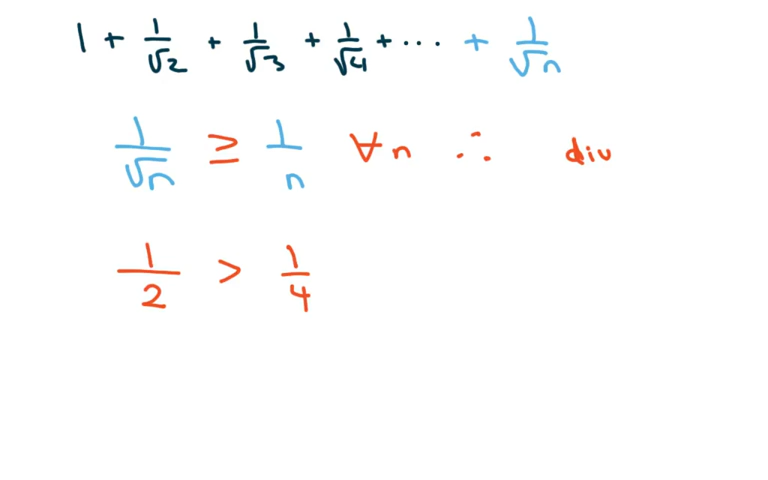 1 + 1/√2 + 1/√3 + 1/√4 + ··· + 1/√n
1/√n ≥ 1/n ∀n ∴ div
1/2 > 1/4